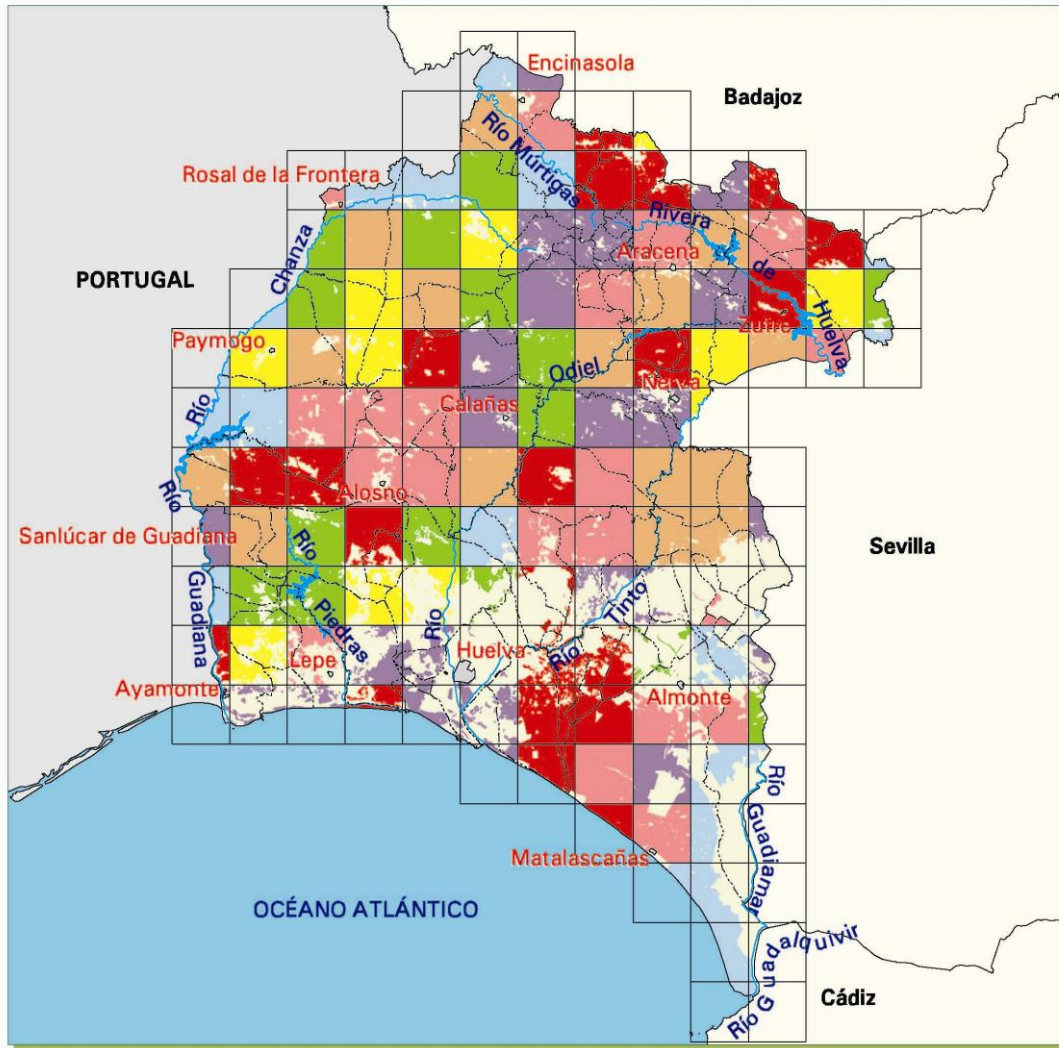 Encinasola
Badajoz
Río Múrtigas
Rosal de la Frontera
Rivera de Huelva
Aracena
Chanza
PORTUGAL
Zufre
Paymogo
Odiel
Nerva
Calañas
Río
Río
Alosno
Sanlúcar de Guadiana
Río
Sevilla
Guadiana
Piedras
Río
Tinto
Huelva
Río
Lepe
Ayamonte
Almonte
Río Guadiamar
Matalascañas
OCÉANO ATLÁNTICO
Río Guadalquivir
Cádiz